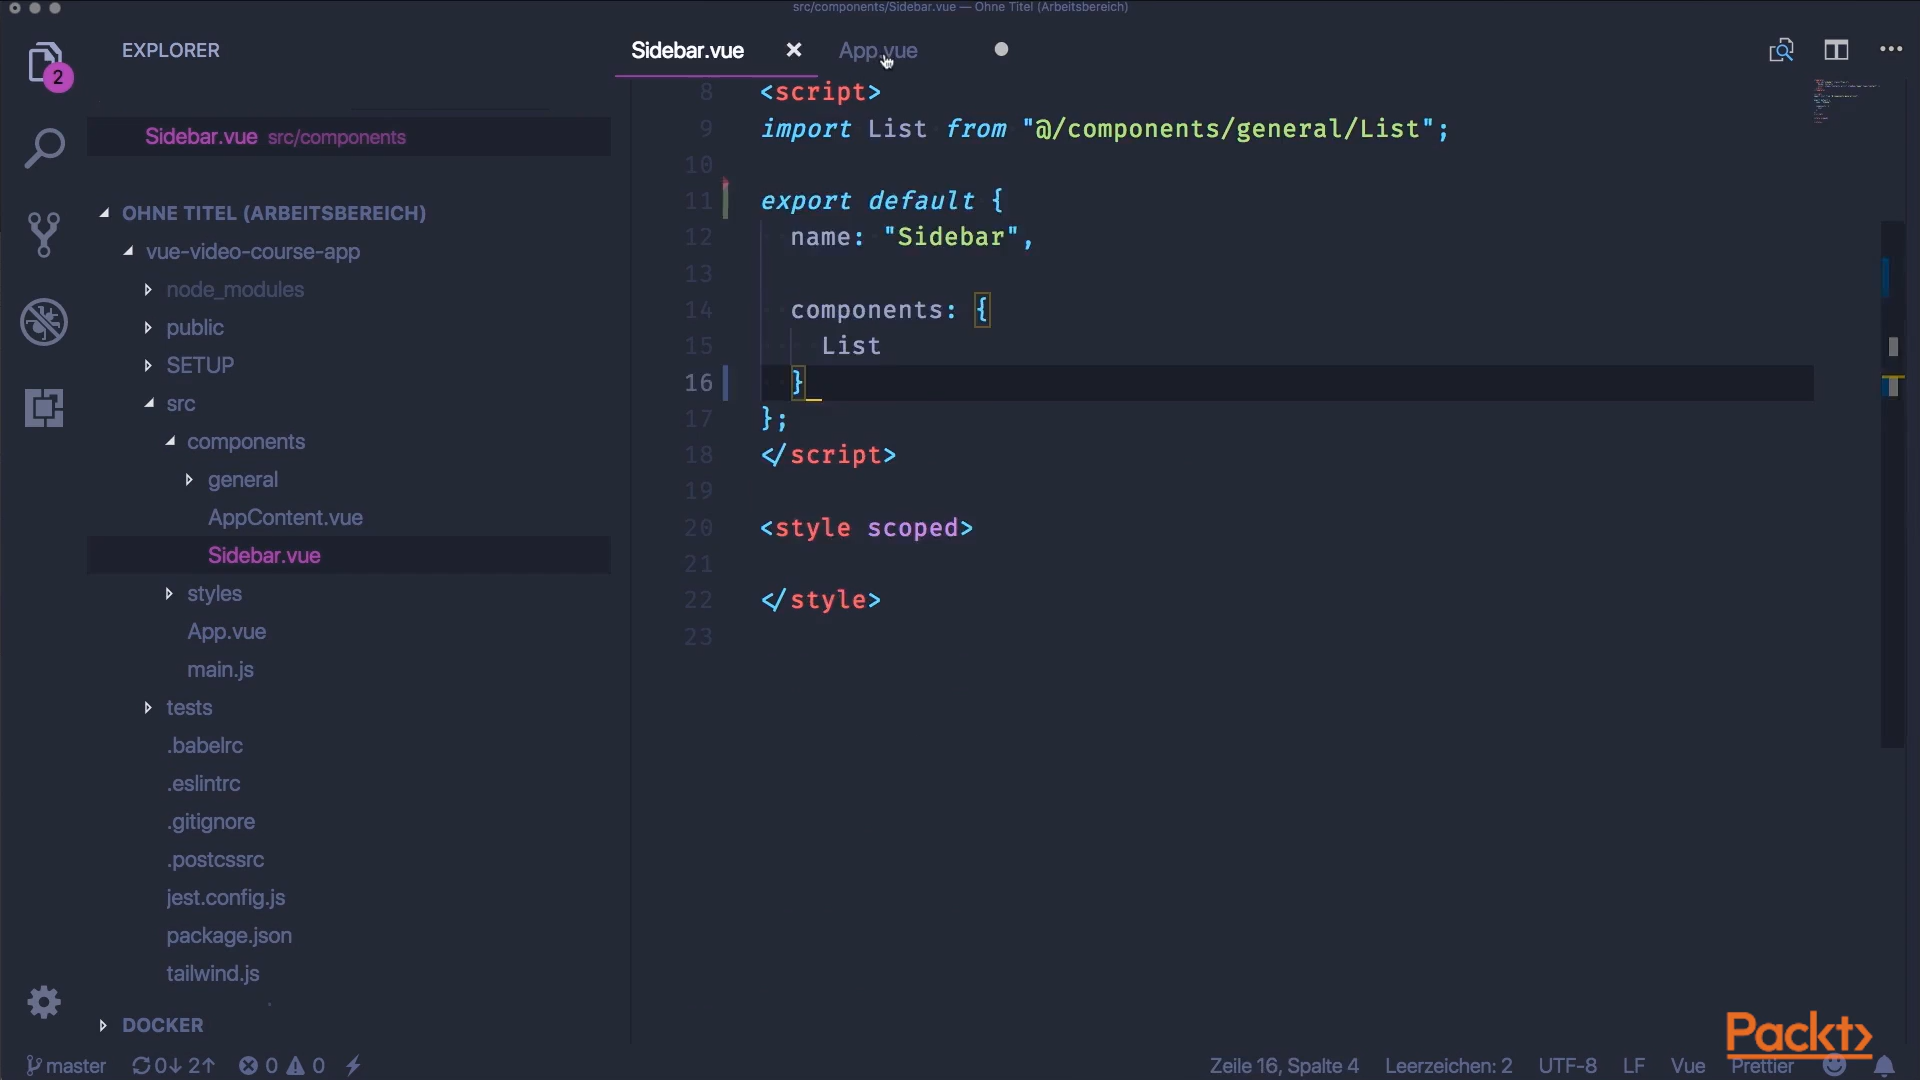 src/components/Sidebar.vue — Ohne Titel (Arbeitsbereich)
EXPLORER
2
Sidebar.vue src/components
OHNE TITEL (ARBEITSBEREICH)
vue-video-course-app
node_modules
public
SETUP
src
components
general
AppContent.vue
Sidebar.vue
styles
App.vue
main.js
tests
.babelrc
.eslintrc
.gitignore
.postcssrc
jest.config.js
package.json
tailwind.js
DOCKER
Sidebar.vue App.vue
8 <script>
9 import List from "@/components/general/List";
10
11 export default {
12 name: "Sidebar",
13
14 components: {
15 List
16 }
17 };
18 </script>
19
20 <style scoped>
21
22 </style>
23
Packt>
master 0↓ 2↑ 0 0 Zeile 16, Spalte 4 Leerzeichen: 2 UTF-8 LF Vue Prettier